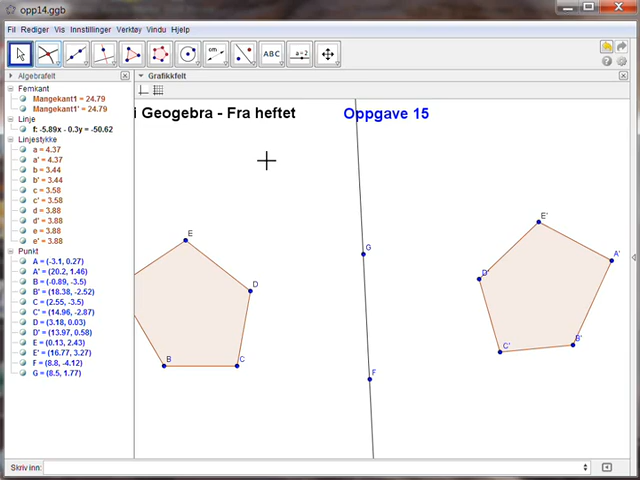 opp14.ggb
Fil Rediger Vis Innstillinger Verktøy Vindu Hjelp
ABC
a = 2
Algebrafelt
Grafikkfelt
Femkant
Mangekant1 = 24.79
Mangekant1' = 24.79
Linje
f: -5.89x - 0.3y = -50.62
Linjestykke
a = 4.37
a' = 4.37
b = 3.44
b' = 3.44
c = 3.58
c' = 3.58
d = 3.88
d' = 3.88
e = 3.88
e' = 3.88
Punkt
A = (-3.1, 0.27)
A' = (20.2, 1.46)
B = (-0.89, -3.5)
B' = (18.38, -2.52)
C = (2.55, -3.5)
C' = (14.96, -2.87)
D = (3.18, 0.03)
D' = (13.97, 0.58)
E = (0.13, 2.43)
E' = (16.77, 3.27)
F = (8.8, -4.12)
G = (8.5, 1.77)
i Geogebra - Fra heftet
Oppgave 15
E
E'
G
A'
D
D'
B
C
C'
B'
F
Skriv inn: